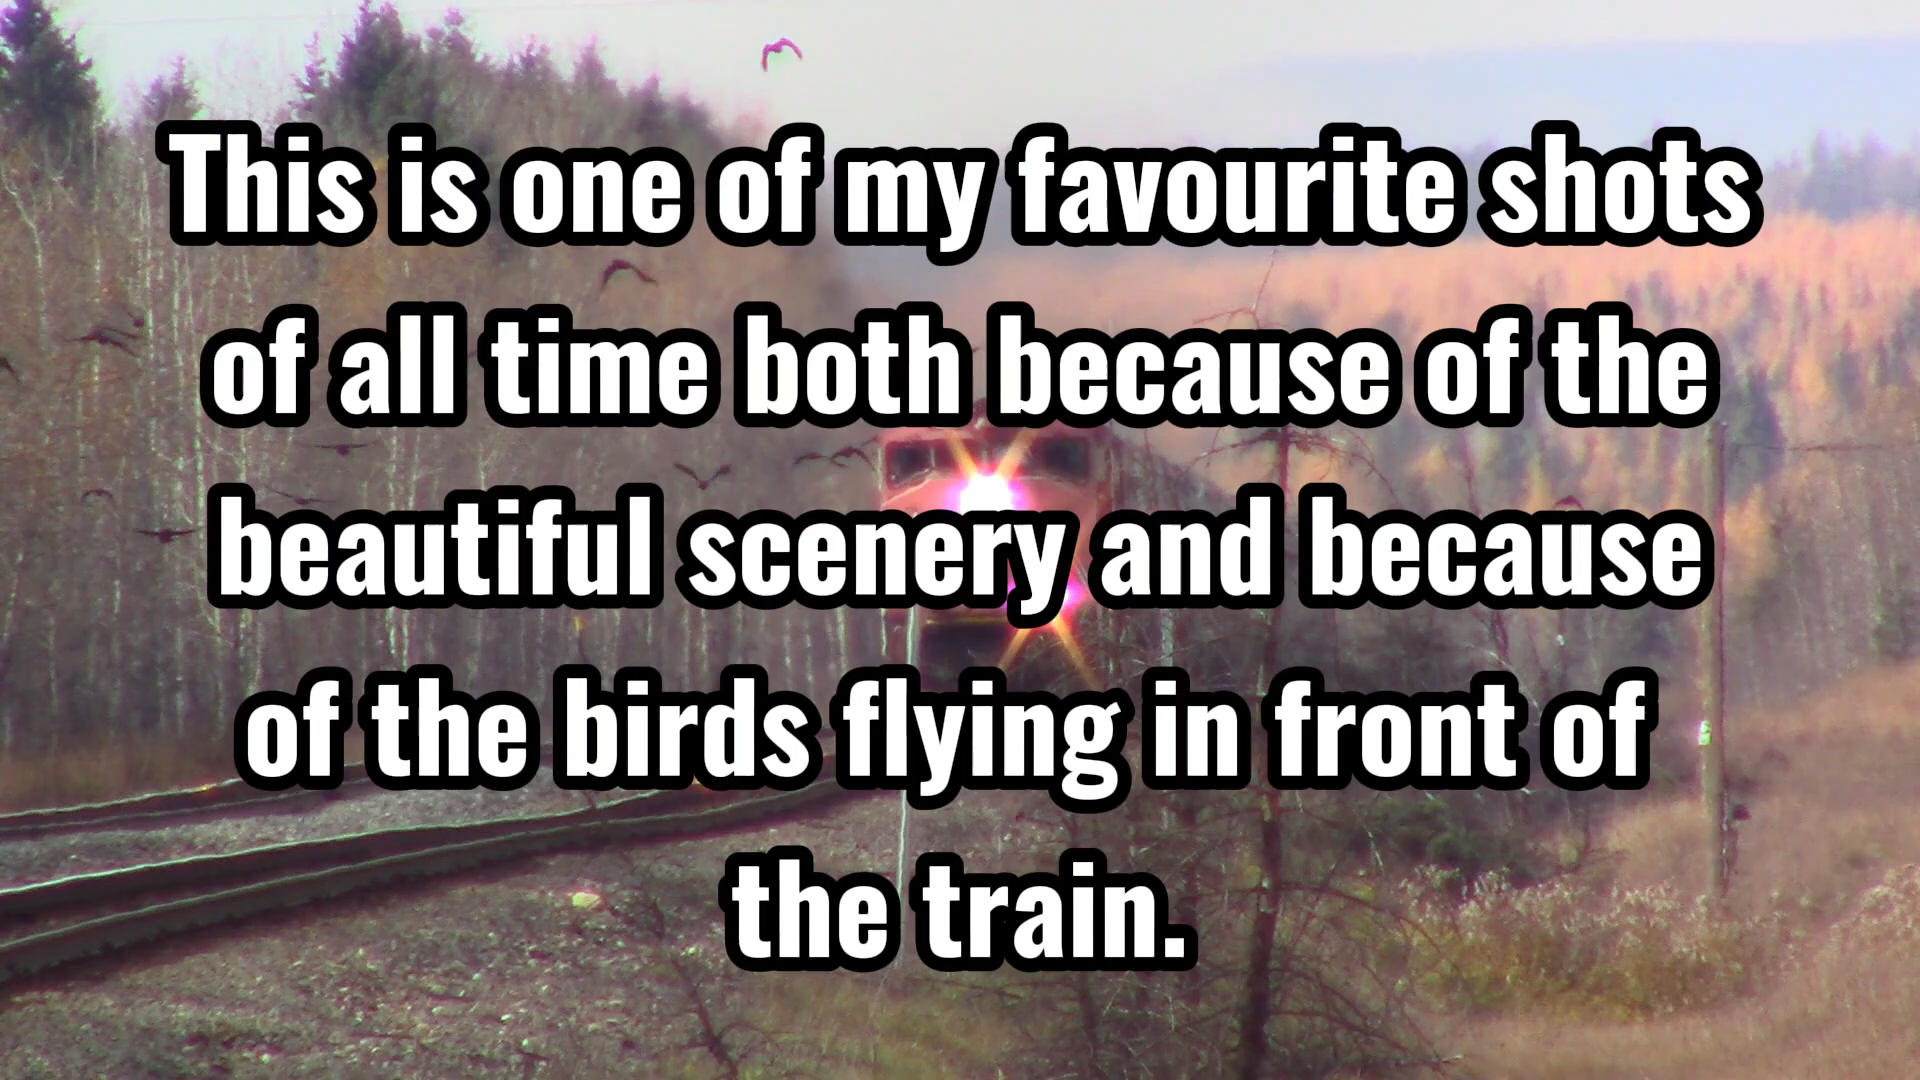 This is one of my favourite shots
of all time both because of the
beautiful scenery and because
of the birds flying in front of
the train.